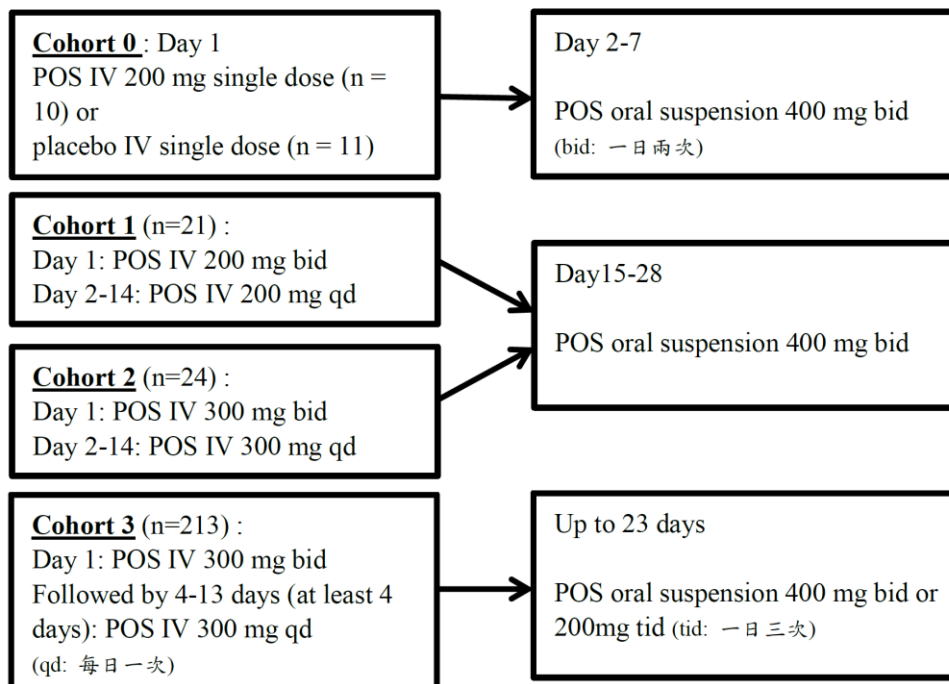 Cohort 0 : Day 1
POS IV 200 mg single dose (n =
10) or
placebo IV single dose (n = 11)
Day 2-7
POS oral suspension 400 mg bid
(bid: 一日兩次)
Cohort 1 (n=21) :
Day 1: POS IV 200 mg bid
Day 2-14: POS IV 200 mg qd
Cohort 2 (n=24) :
Day 1: POS IV 300 mg bid
Day 2-14: POS IV 300 mg qd
Day15-28
POS oral suspension 400 mg bid
Cohort 3 (n=213) :
Day 1: POS IV 300 mg bid
Followed by 4-13 days (at least 4
days): POS IV 300 mg qd
(qd: 每日一次)
Up to 23 days
POS oral suspension 400 mg bid or
200mg tid (tid: 一日三次)